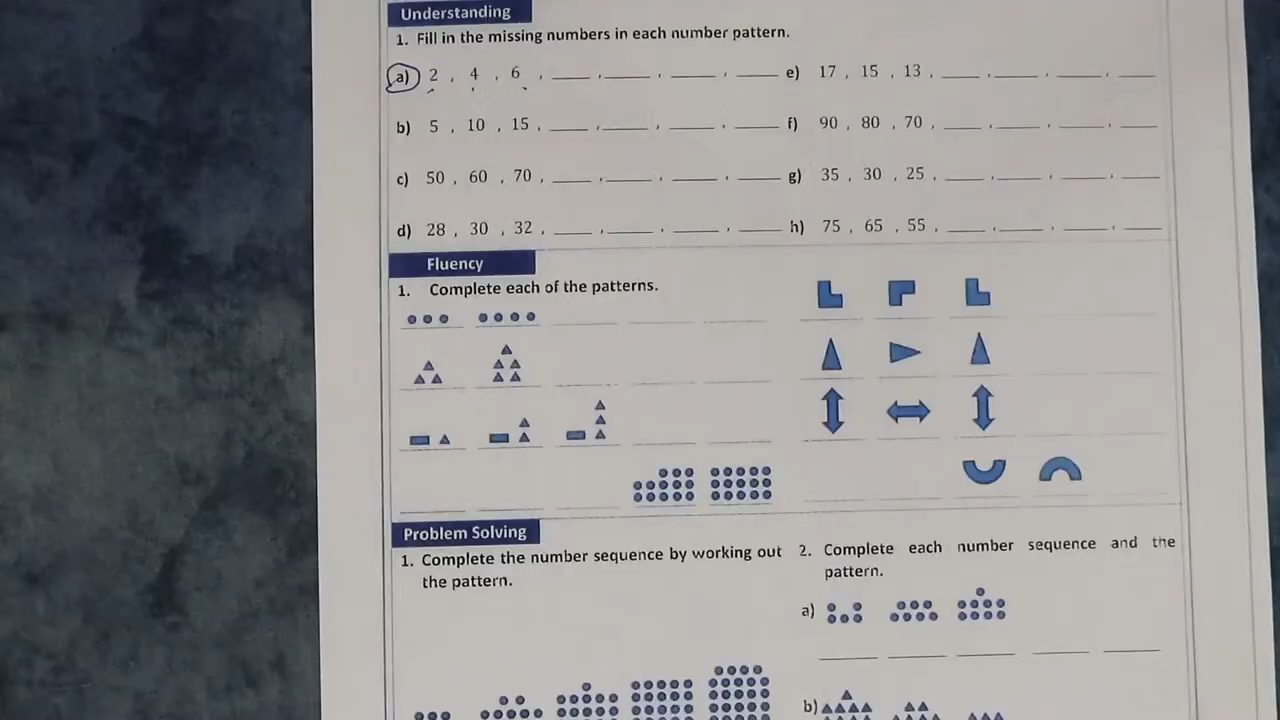 Understanding
1. Fill in the missing numbers in each number pattern.
a) 2 , 4 , 6 , ____ , ____ , ____ , ____
e) 17 , 15 , 13 , ____ , ____ , ____ , ____
b) 5 , 10 , 15 , ____ , ____ , ____ , ____
f) 90 , 80 , 70 , ____ , ____ , ____ , ____
c) 50 , 60 , 70 , ____ , ____ , ____ , ____
g) 35 , 30 , 25 , ____ , ____ , ____ , ____
d) 28 , 30 , 32 , ____ , ____ , ____ , ____
h) 75 , 65 , 55 , ____ , ____ , ____ , ____
Fluency
1. Complete each of the patterns.
Problem Solving
1. Complete the number sequence by working out
the pattern.
2. Complete each number sequence and the
pattern.
a)
b)